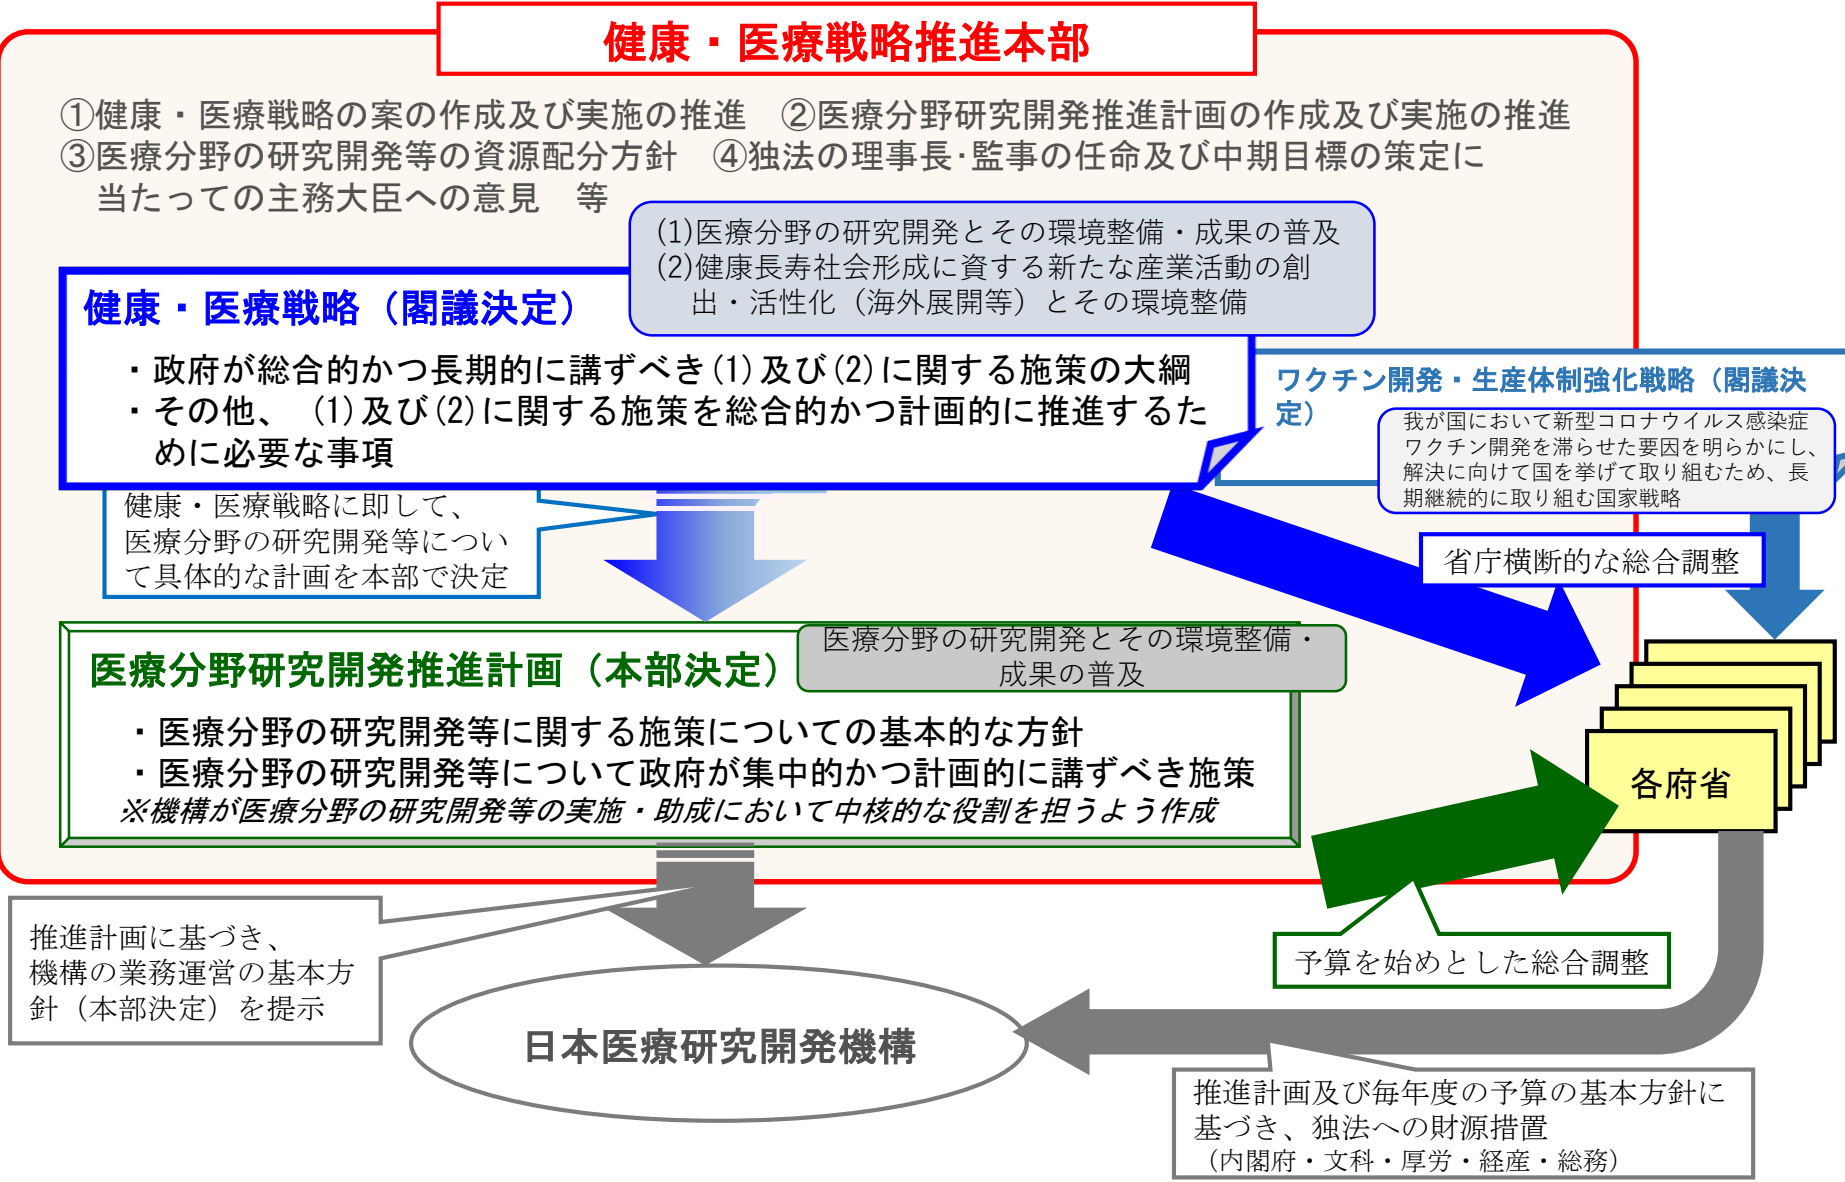 健康・医療戦略推進本部
①健康・医療戦略の案の作成及び実施の推進　②医療分野研究開発推進計画の作成及び実施の推進
③医療分野の研究開発等の資源配分方針　④独法の理事長・監事の任命及び中期目標の策定に
当たっての主務大臣への意見　等
(1)医療分野の研究開発とその環境整備・成果の普及
(2)健康長寿社会形成に資する新たな産業活動の創
出・活性化（海外展開等）とその環境整備
健康・医療戦略（閣議決定）
・政府が総合的かつ長期的に講ずべき(1)及び(2)に関する施策の大綱
・その他、　(1)及び(2)に関する施策を総合的かつ計画的に推進するた
めに必要な事項
ワクチン開発・生産体制強化戦略（閣議決
定）
我が国において新型コロナウイルス感染症
ワクチン開発を滞らせた要因を明らかにし、
解決に向けて国を挙げて取り組むため、長
期継続的に取り組む国家戦略
健康・医療戦略に即して、
医療分野の研究開発等につい
て具体的な計画を本部で決定
省庁横断的な総合調整
医療分野研究開発推進計画（本部決定）
医療分野の研究開発とその環境整備・
成果の普及
・医療分野の研究開発等に関する施策についての基本的な方針
・医療分野の研究開発等について政府が集中的かつ計画的に講ずべき施策
※機構が医療分野の研究開発等の実施・助成において中核的な役割を担うよう作成
各府省
推進計画に基づき、
機構の業務運営の基本方
針（本部決定）を提示
予算を始めとした総合調整
日本医療研究開発機構
推進計画及び毎年度の予算の基本方針に
基づき、独法への財源措置
（内閣府・文科・厚労・経産・総務）